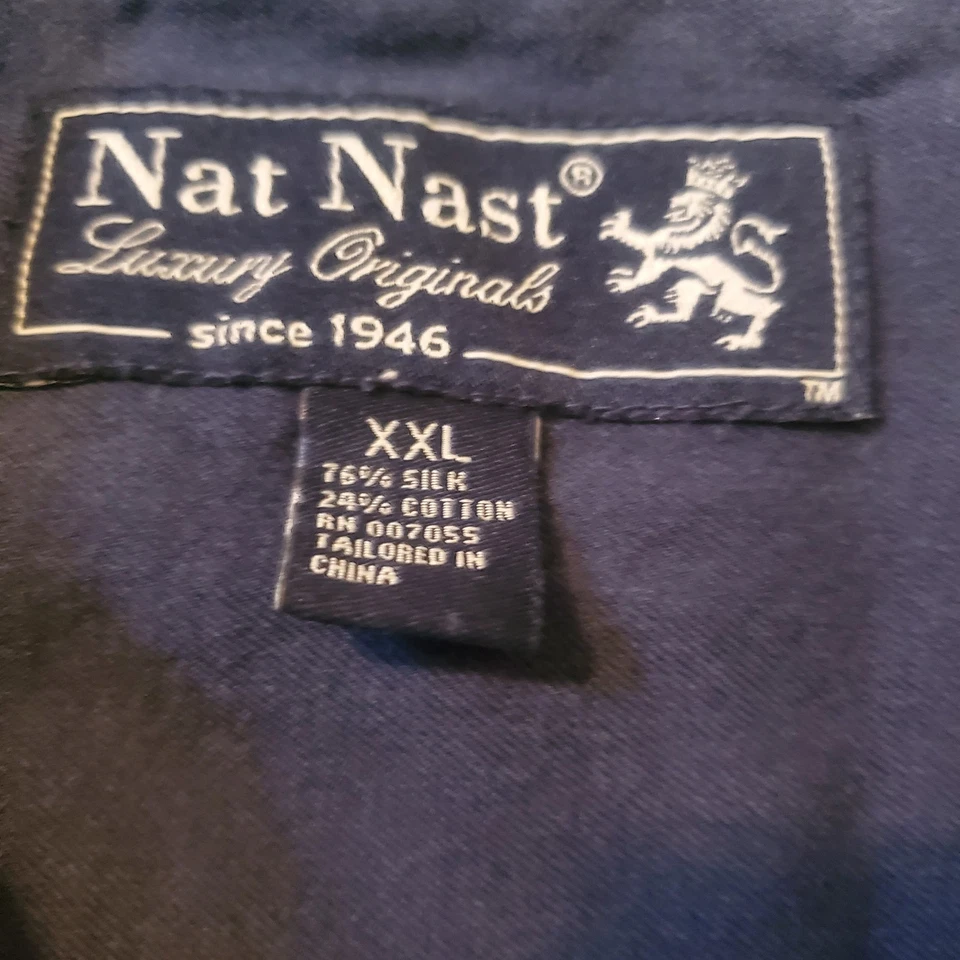 Nat Nast®
Luxury Originals
since 1946
TM
XXL
76% SILK
24% COTTON
RN 007055
TAILORED IN
CHINA